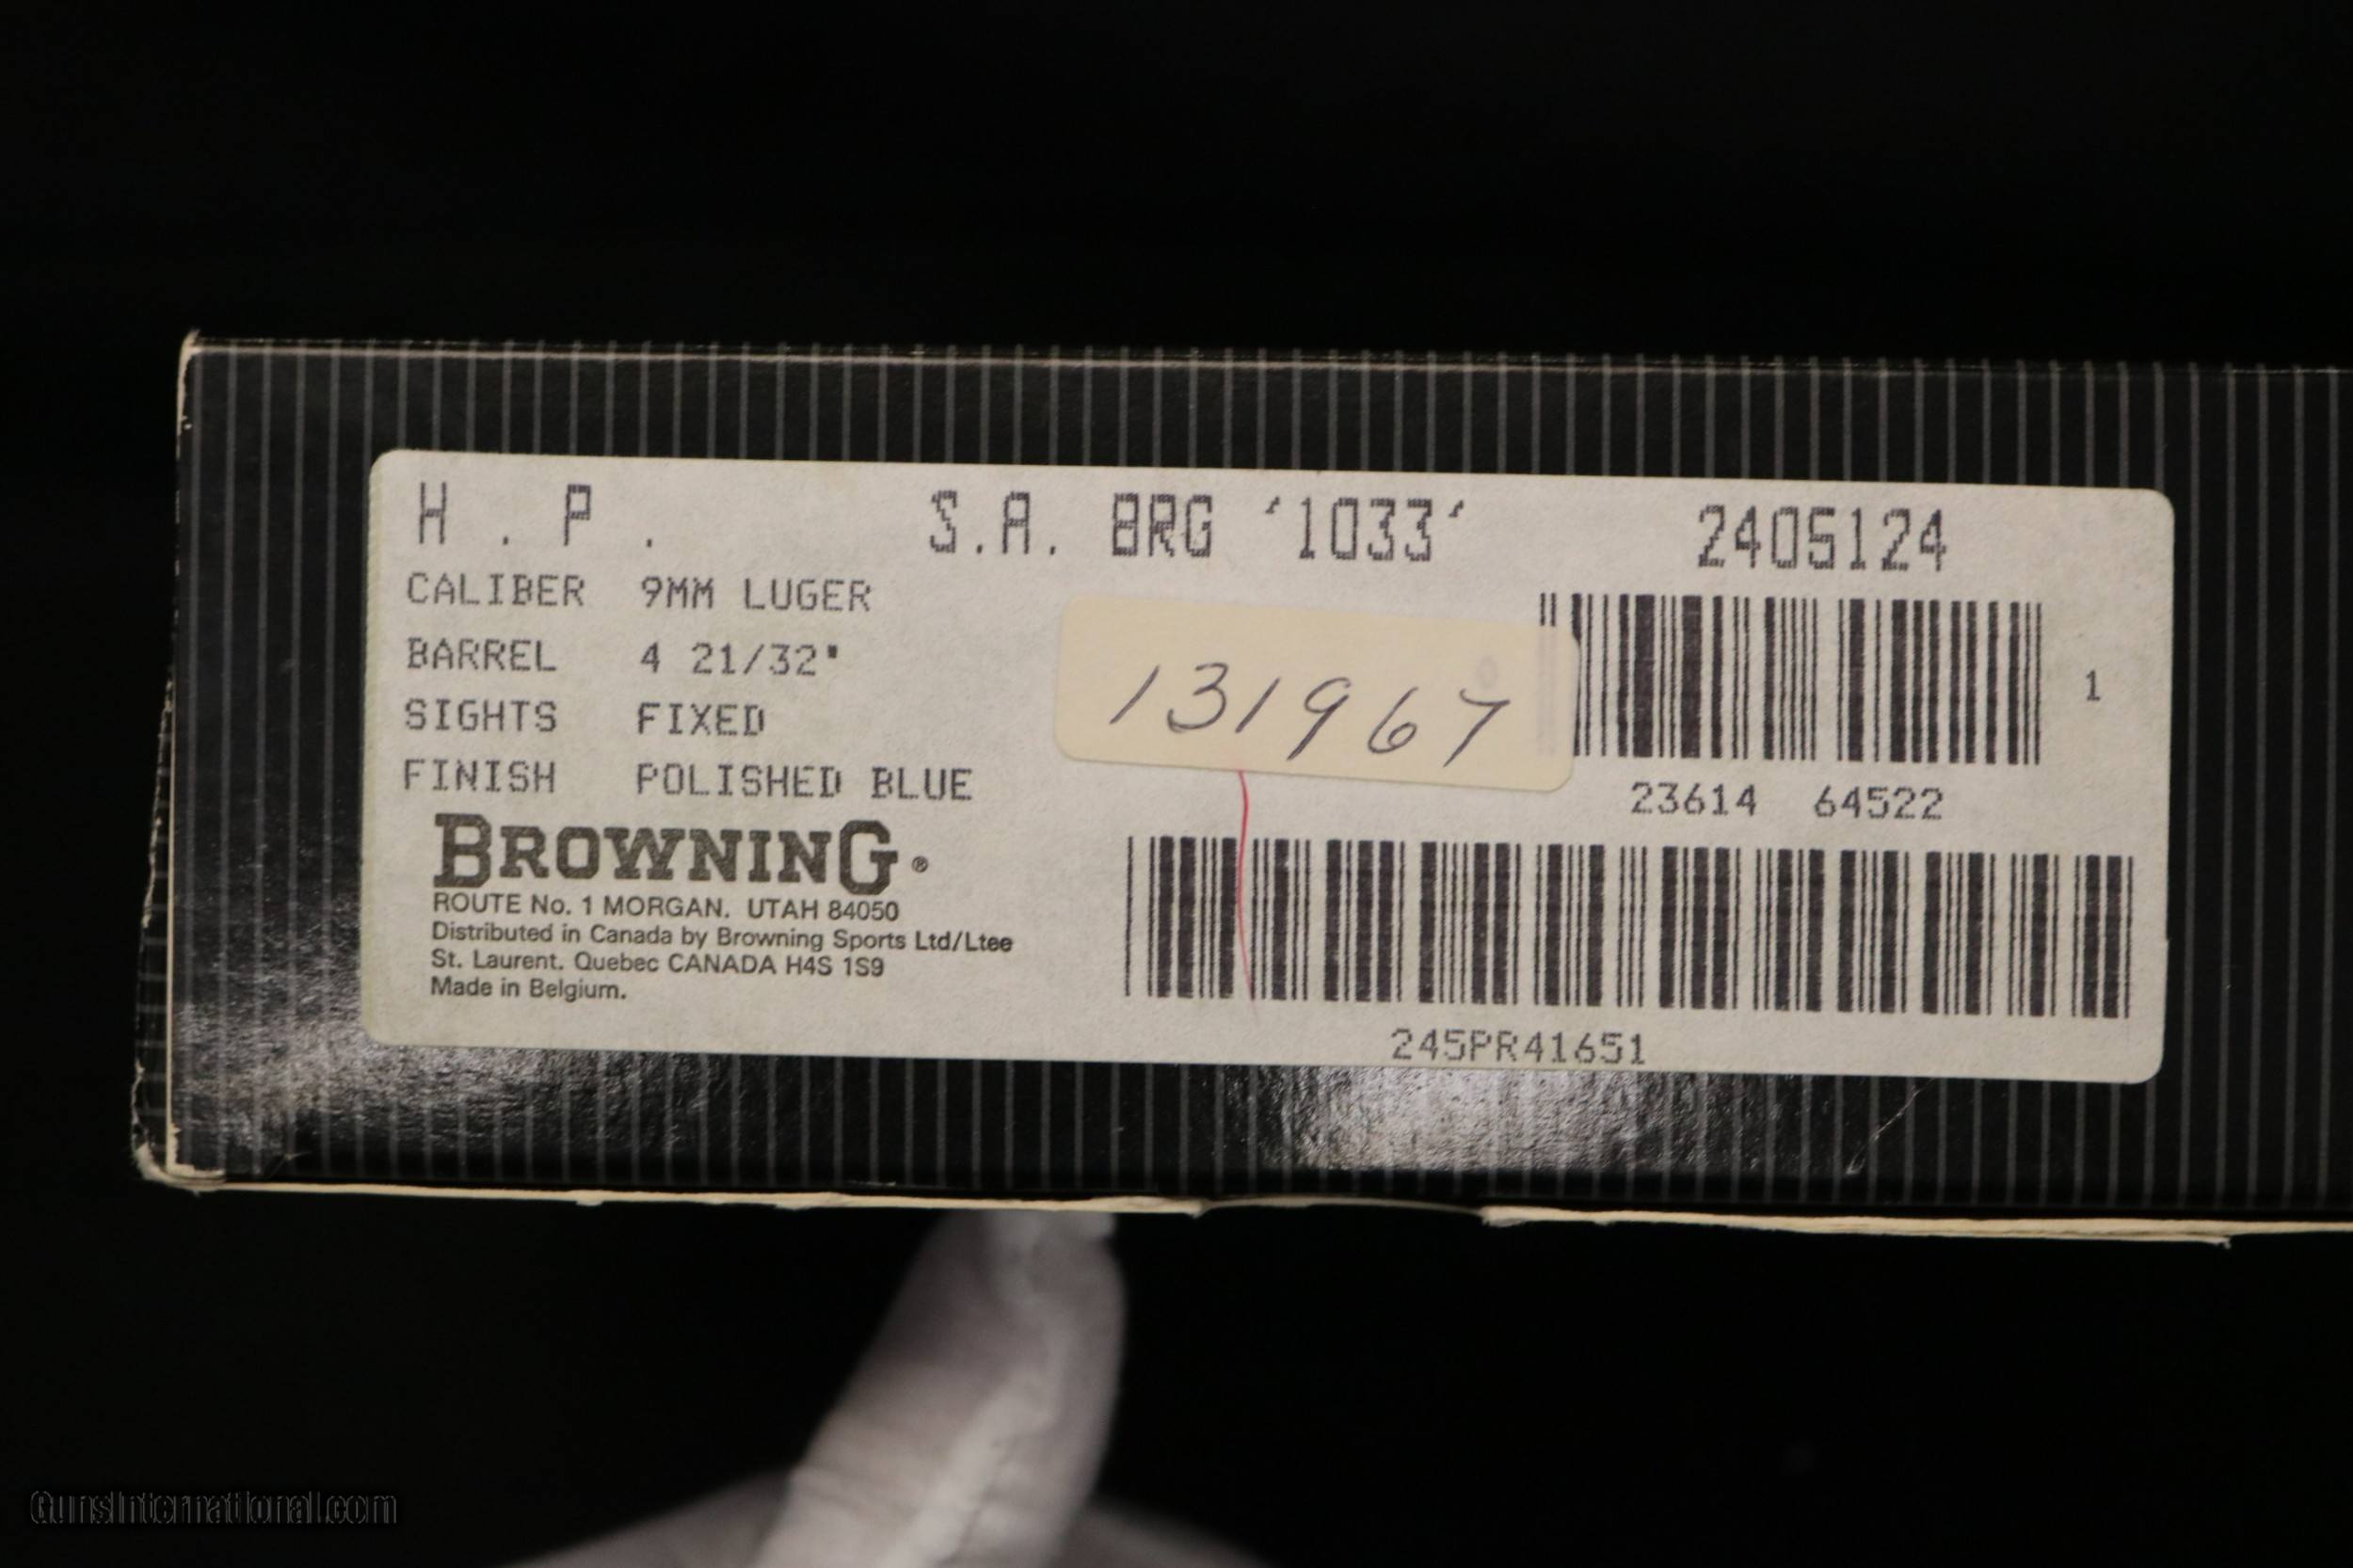 H . P .   S.A. BRG '1033'   2405124
CALIBER 9MM LUGER
BARREL 4 21/32"
SIGHTS FIXED
FINISH POLISHED BLUE
131967
1
23614 64522
BROWNING®
ROUTE No. 1 MORGAN. UTAH 84050
Distributed in Canada by Browning Sports Ltd/Ltee
St. Laurent. Quebec CANADA H4S 1S9
Made in Belgium.
245PR41651
GunsInternational.com